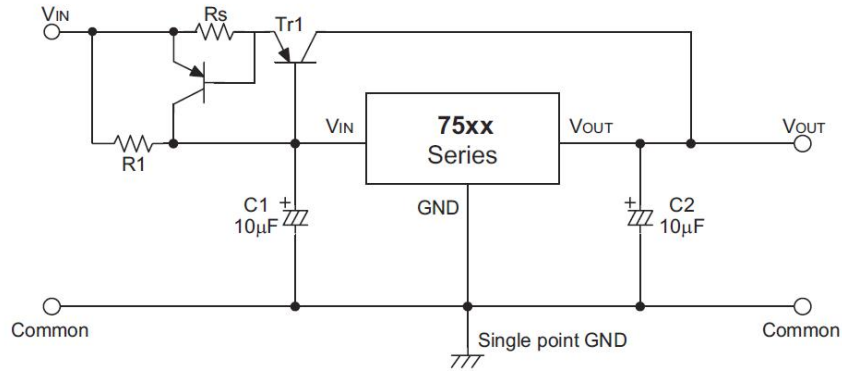 VIN
Rs
Tr1
R1
VIN
75xx
Series
VOUT
VOUT
GND
C1
10µF
C2
10µF
+
+
Common
Single point GND
Common